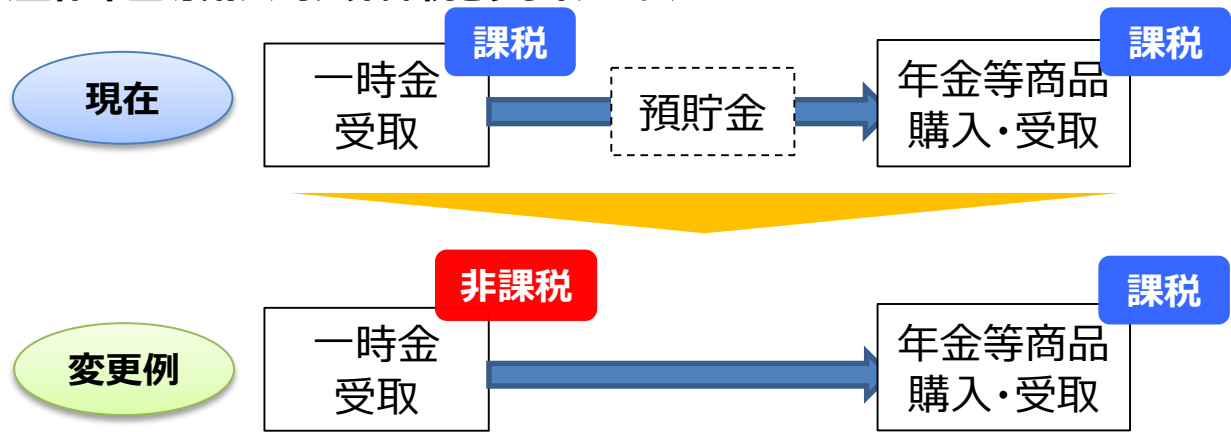 課税
課税
現在
一時金
受取
預貯金
年金等商品
購入・受取
非課税
課税
変更例
一時金
受取
年金等商品
購入・受取